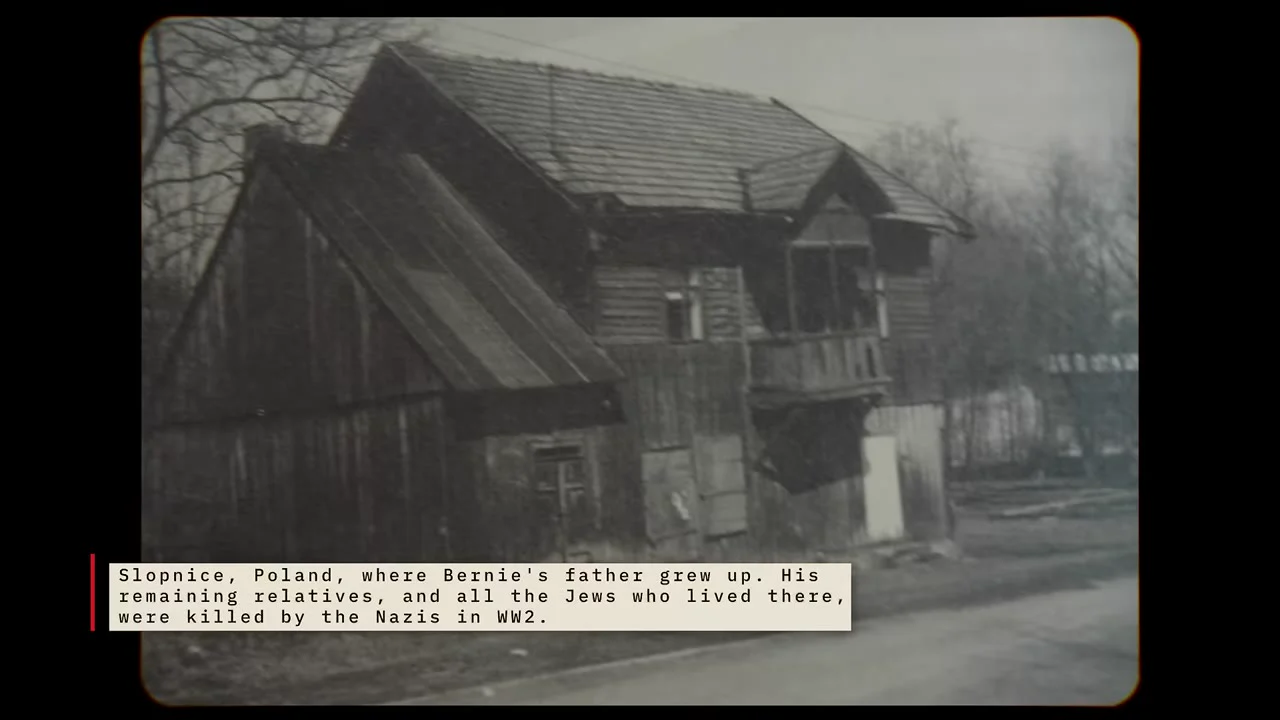 Slopnice, Poland, where Bernie's father grew up. His
remaining relatives, and all the Jews who lived there,
were killed by the Nazis in WW2.